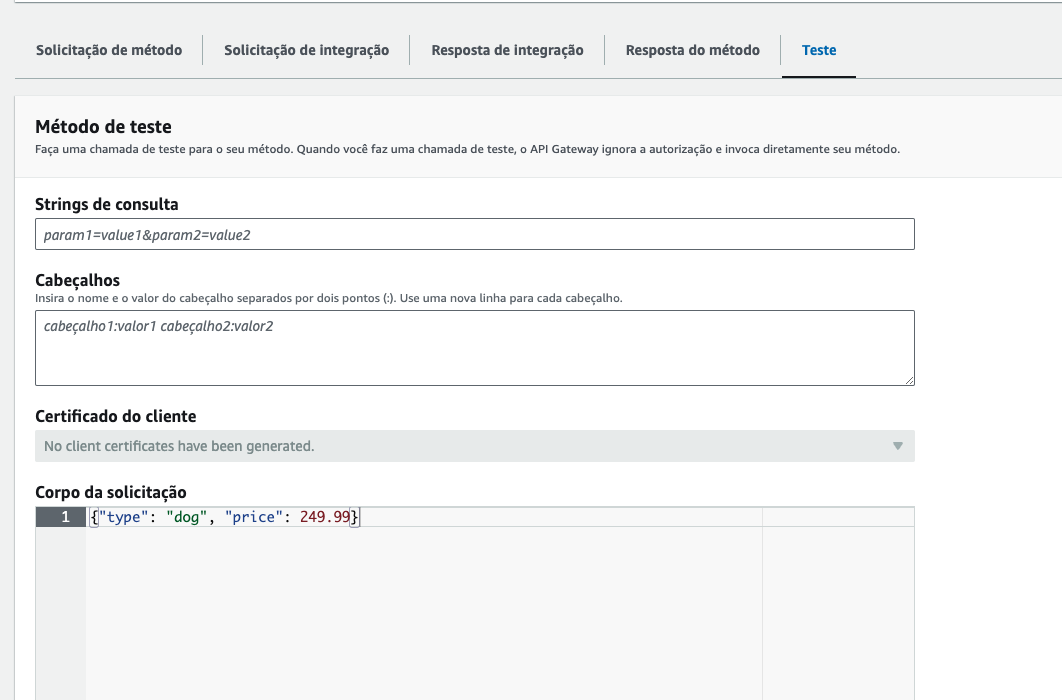 Solicitação de método
Solicitação de integração
Resposta de integração
Resposta do método
Teste
Método de teste
Faça uma chamada de teste para o seu método. Quando você faz uma chamada de teste, o API Gateway ignora a autorização e invoca diretamente seu método.
Strings de consulta
param1=value1&param2=value2
Cabeçalhos
Insira o nome e o valor do cabeçalho separados por dois pontos (:). Use uma nova linha para cada cabeçalho.
cabeçalho1:valor1 cabeçalho2:valor2
Certificado do cliente
No client certificates have been generated.
Corpo da solicitação
1 {"type": "dog", "price": 249.99}